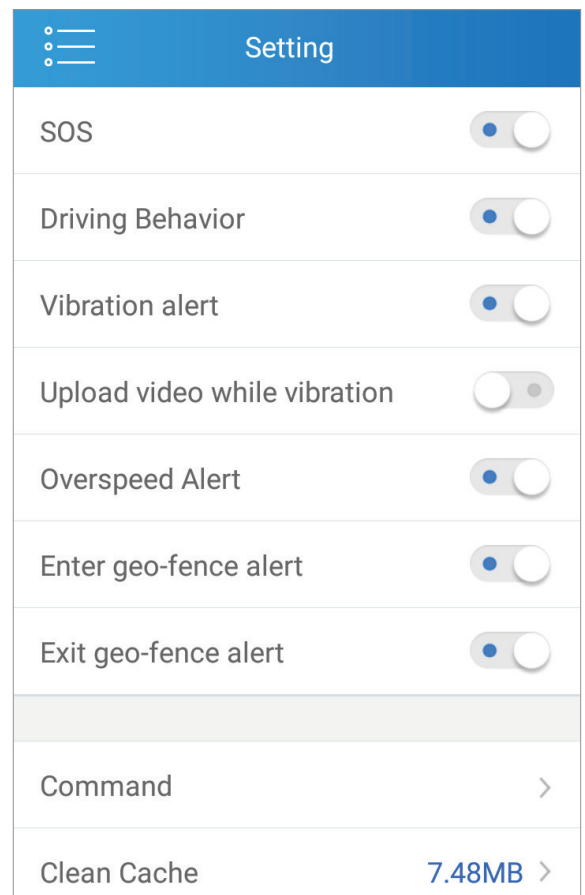 Setting
SOS
Driving Behavior
Vibration alert
Upload video while vibration
Overspeed Alert
Enter geo-fence alert
Exit geo-fence alert
Command
Clean Cache 7.48MB